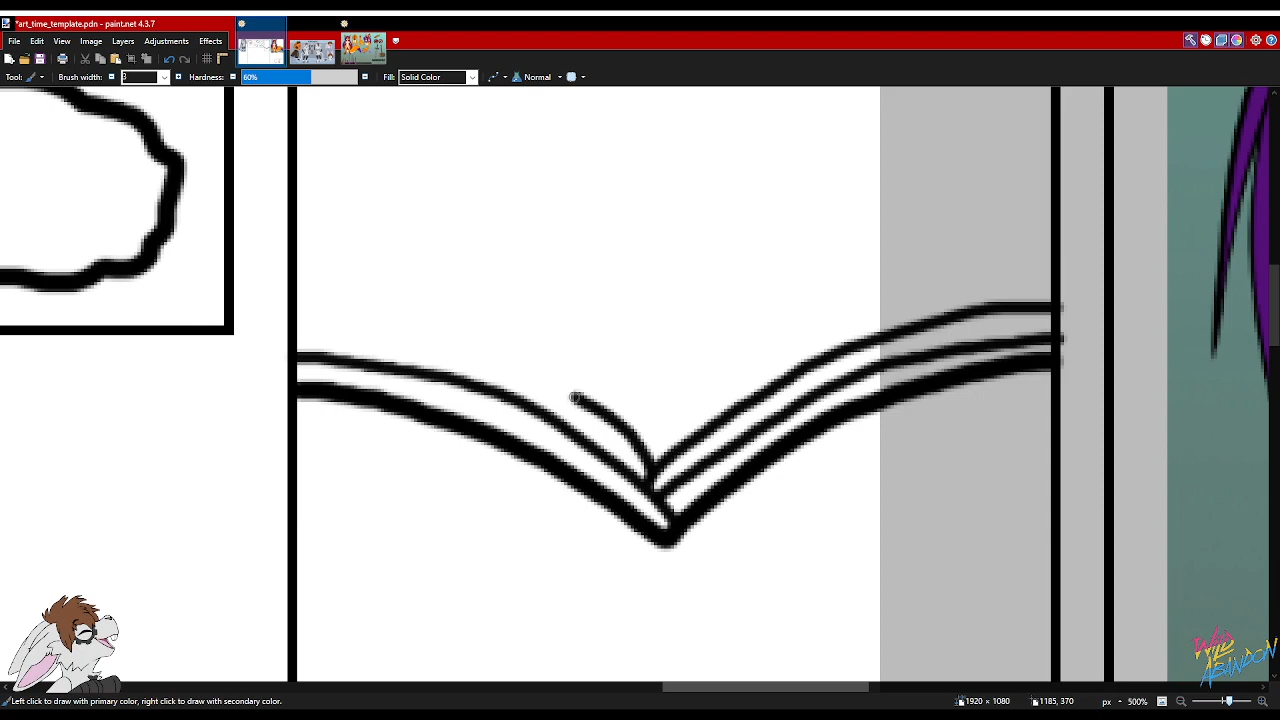 *art_time_template.pdn - paint.net 4.3.7
File Edit View Image Layers Adjustments Effects
Tool: Brush width: Hardness: 60% Fill: Solid Color Normal
WILD
ABANDON
Left click to draw with primary color, right click to draw with secondary color. 1920 × 1080 1185, 370 px 500%